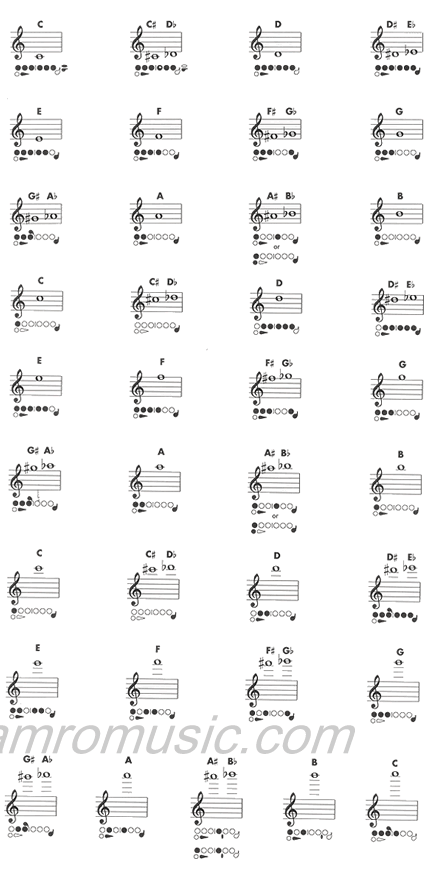 C C♯ D♭ D D♯ E♭
E F F♯ G♭ G
G♯ A♭ A A♯ B♭ B
or
C C♯ D♭ D D♯ E♭
E F F♯ G♭ G
G♯ A♭ A A♯ B♭ B
or
C C♯ D♭ D D♯ E♭
E F F♯ G♭ G
amromusic.com
G♯ A♭ A A♯ B♭ B C